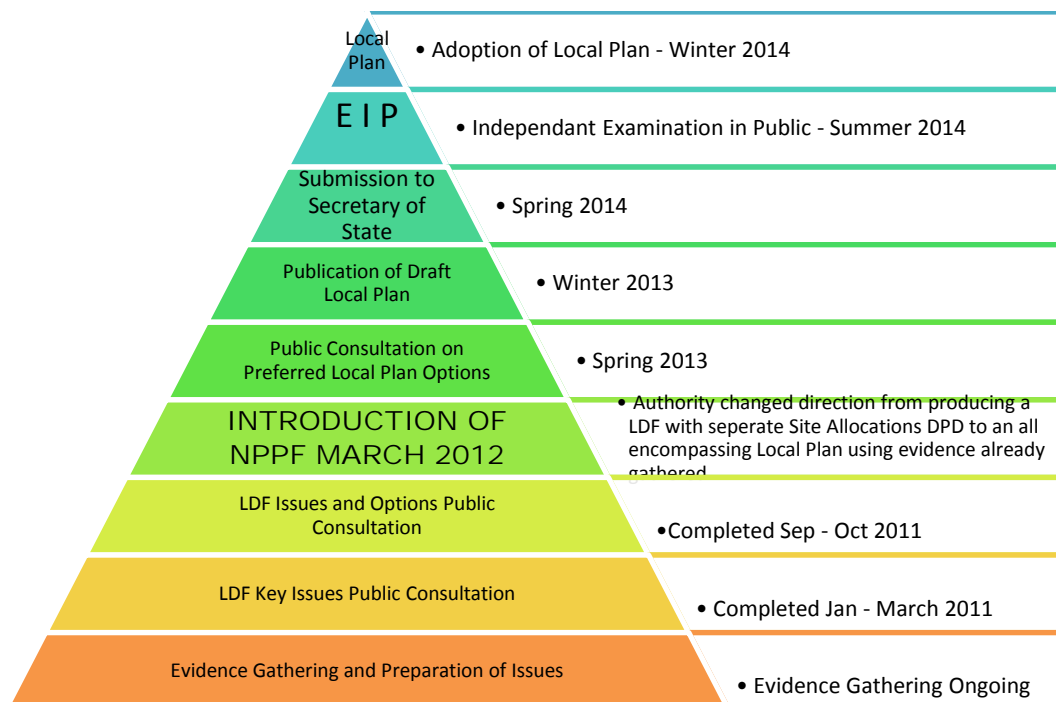 Local
Plan
• Adoption of Local Plan - Winter 2014
E I P
• Independant Examination in Public - Summer 2014
Submission to
Secretary of
State
• Spring 2014
Publication of Draft
Local Plan
• Winter 2013
Public Consultation on
Preferred Local Plan Options
• Spring 2013
INTRODUCTION OF
NPPF MARCH 2012
• Authority changed direction from producing a
LDF with seperate Site Allocations DPD to an all
encompassing Local Plan using evidence already
gathered
LDF Issues and Options Public
Consultation
•Completed Sep - Oct 2011
LDF Key Issues Public Consultation
• Completed Jan - March 2011
Evidence Gathering and Preparation of Issues
• Evidence Gathering Ongoing